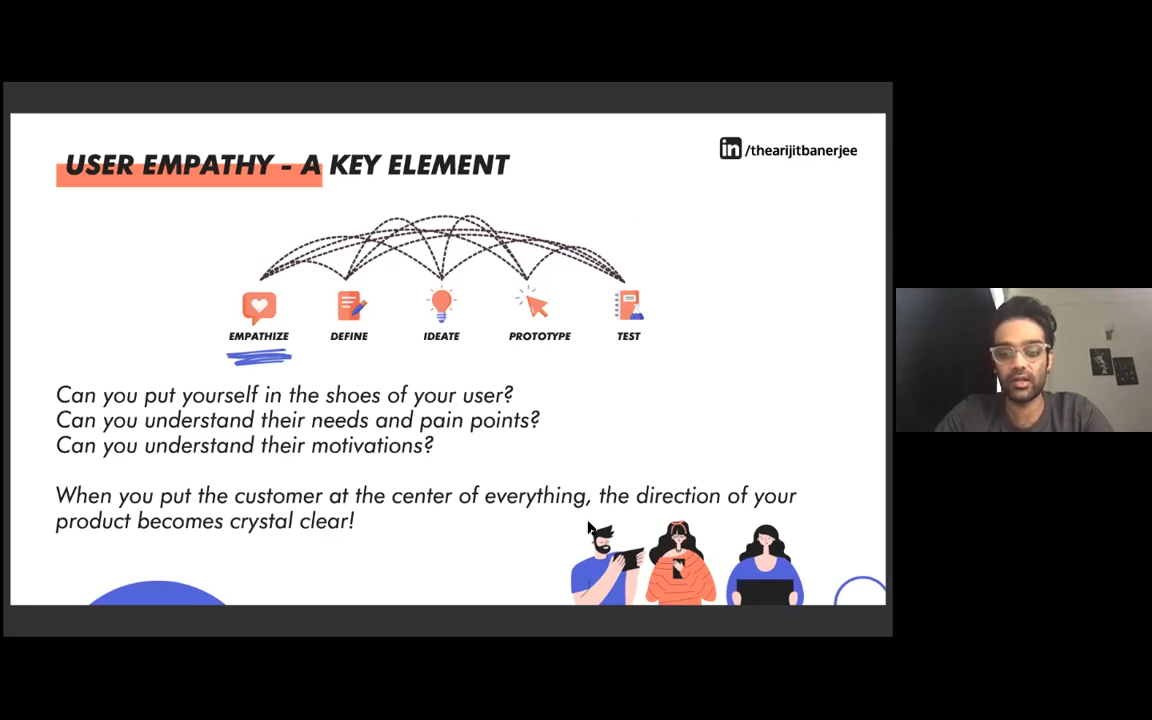 USER EMPATHY - A KEY ELEMENT
in /thearijitbanerjee
EMPATHIZE
DEFINE
IDEATE
PROTOTYPE
TEST
Can you put yourself in the shoes of your user?
Can you understand their needs and pain points?
Can you understand their motivations?
When you put the customer at the center of everything, the direction of your
product becomes crystal clear!